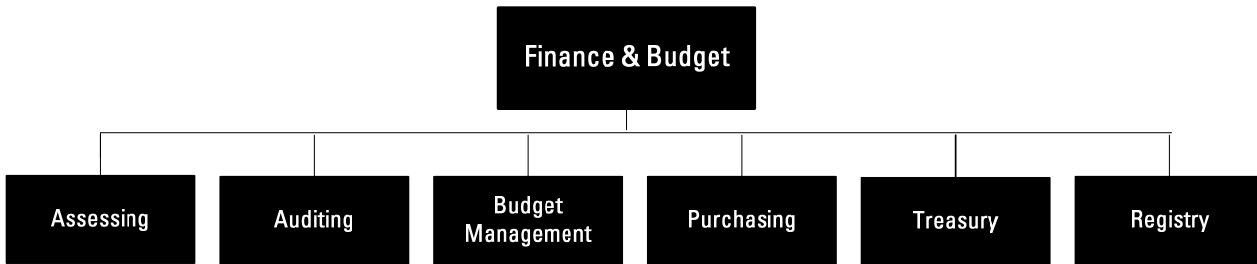 Finance & Budget
Assessing
Auditing
Budget
Management
Purchasing
Treasury
Registry